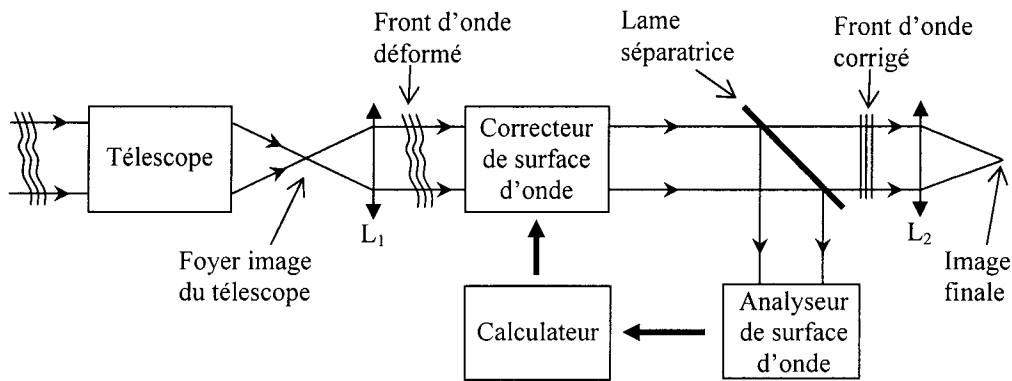 Front d'onde
déformé
Lame
séparatrice
Front d'onde
corrigé
Télescope
Correcteur
de surface
d'onde
L₁
L₂
Foyer image
du télescope
Image
finale
Calculateur
Analyseur
de surface
d'onde